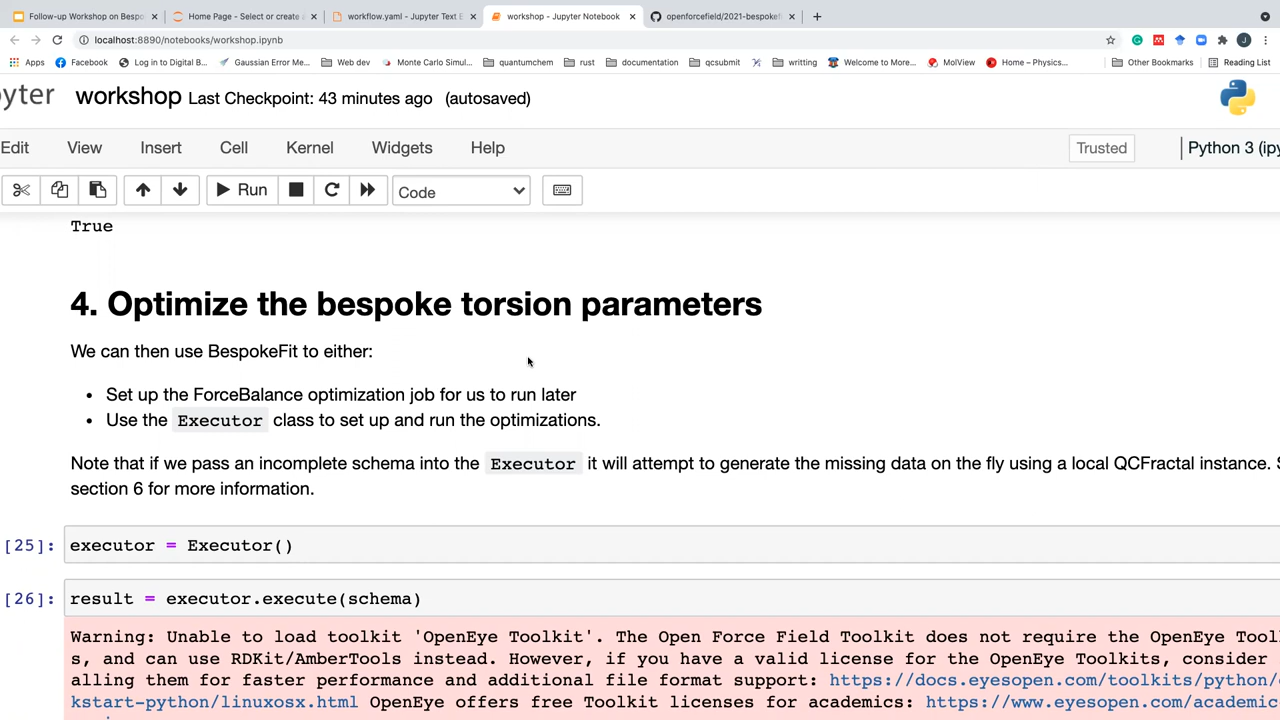 Follow-up Workshop on Bespo
Home Page - Select or create a
workflow.yaml - Jupyter Text E
workshop - Jupyter Notebook
openforcefield/2021-bespokef
localhost:8890/notebooks/workshop.ipynb
Apps
Facebook
Log in to Digital B...
Gaussian Error Me...
Web dev
Monte Carlo Simul...
quantumchem
rust
documentation
qcsubmit
writting
Welcome to More...
MolView
Home – Physics...
Other Bookmarks
Reading List
yter workshop Last Checkpoint: 43 minutes ago (autosaved)
Edit View Insert Cell Kernel Widgets Help Trusted Python 3 (ipy
Run Code
True
4. Optimize the bespoke torsion parameters
We can then use BespokeFit to either:
• Set up the ForceBalance optimization job for us to run later
• Use the Executor class to set up and run the optimizations.
Note that if we pass an incomplete schema into the Executor it will attempt to generate the missing data on the fly using a local QCFractal instance. S
section 6 for more information.
[25]: executor = Executor()
[26]: result = executor.execute(schema)
Warning: Unable to load toolkit 'OpenEye Toolkit'. The Open Force Field Toolkit does not require the OpenEye Tool
s, and can use RDKit/AmberTools instead. However, if you have a valid license for the OpenEye Toolkits, consider
alling them for faster performance and additional file format support: https://docs.eyesopen.com/toolkits/python/
kstart-python/linuxosx.html OpenEye offers free Toolkit licenses for academics: https://www.eyesopen.com/academic